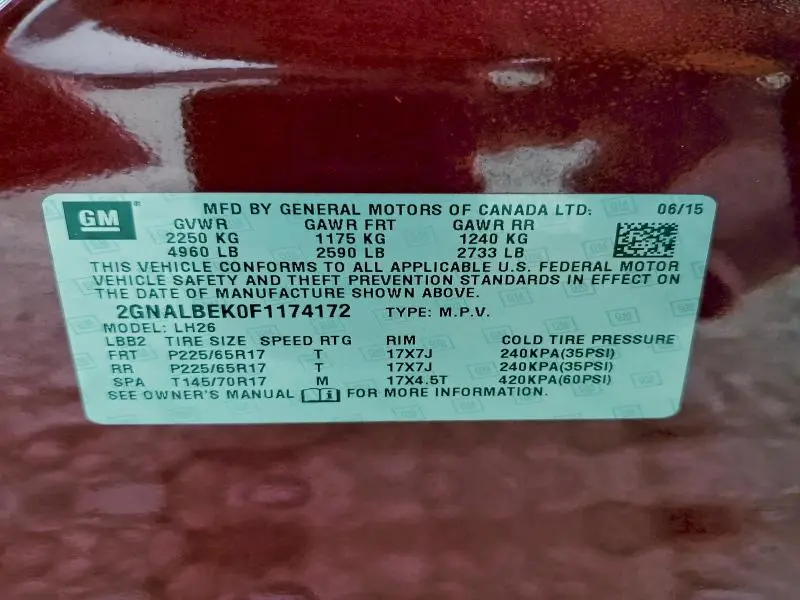 GM® MFD BY GENERAL MOTORS OF CANADA LTD: 06/15
GVWR GAWR FRT GAWR RR
2250 KG 1175 KG 1240 KG
4960 LB 2590 LB 2733 LB
THIS VEHICLE CONFORMS TO ALL APPLICABLE U.S. FEDERAL MOTOR
VEHICLE SAFETY AND THEFT PREVENTION STANDARDS IN EFFECT ON
THE DATE OF MANUFACTURE SHOWN ABOVE.
2GNALBEK0F1174172 TYPE: M.P.V.
MODEL: LH26
LBB2 TIRE SIZE SPEED RTG RIM COLD TIRE PRESSURE
FRT P225/65R17 T 17X7J 240KPA(35PSI)
RR P225/65R17 T 17X7J 240KPA(35PSI)
SPA T145/70R17 M 17X4.5T 420KPA(60PSI)
SEE OWNER'S MANUAL i FOR MORE INFORMATION.